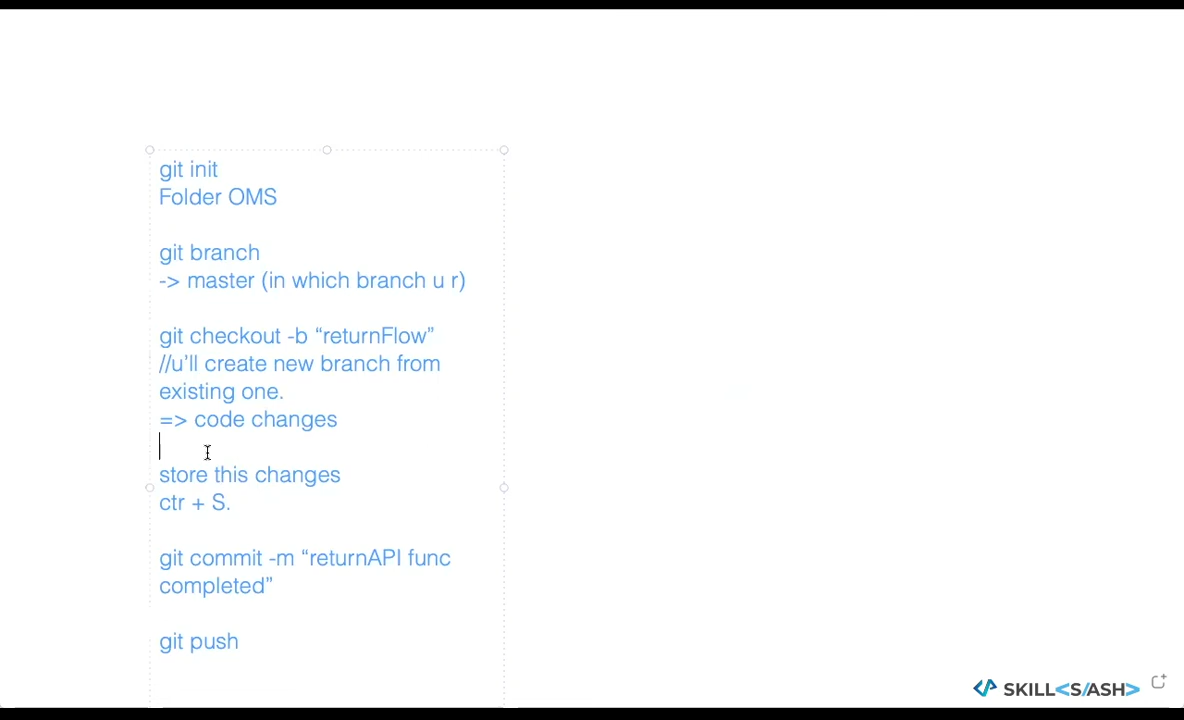 git init
Folder OMS
git branch
-> master (in which branch u r)
git checkout -b “returnFlow”
//u’ll create new branch from
existing one.
=> code changes
store this changes
ctr + S.
git commit -m “returnAPI func
completed”
git push
</> SKILL<S/ASH>